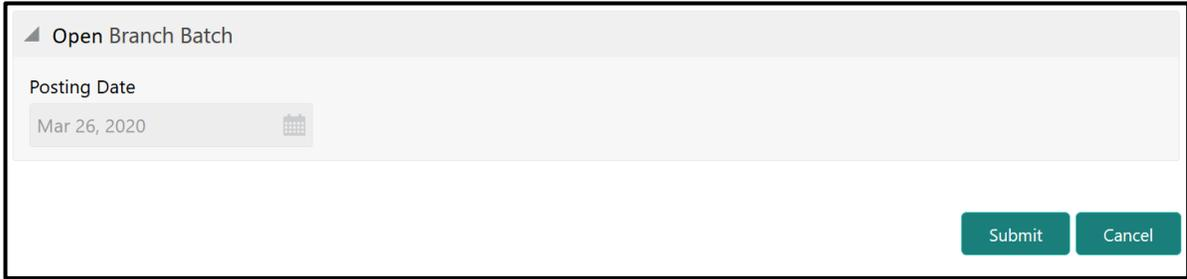 Open Branch Batch
Posting Date
Mar 26, 2020
Submit Cancel